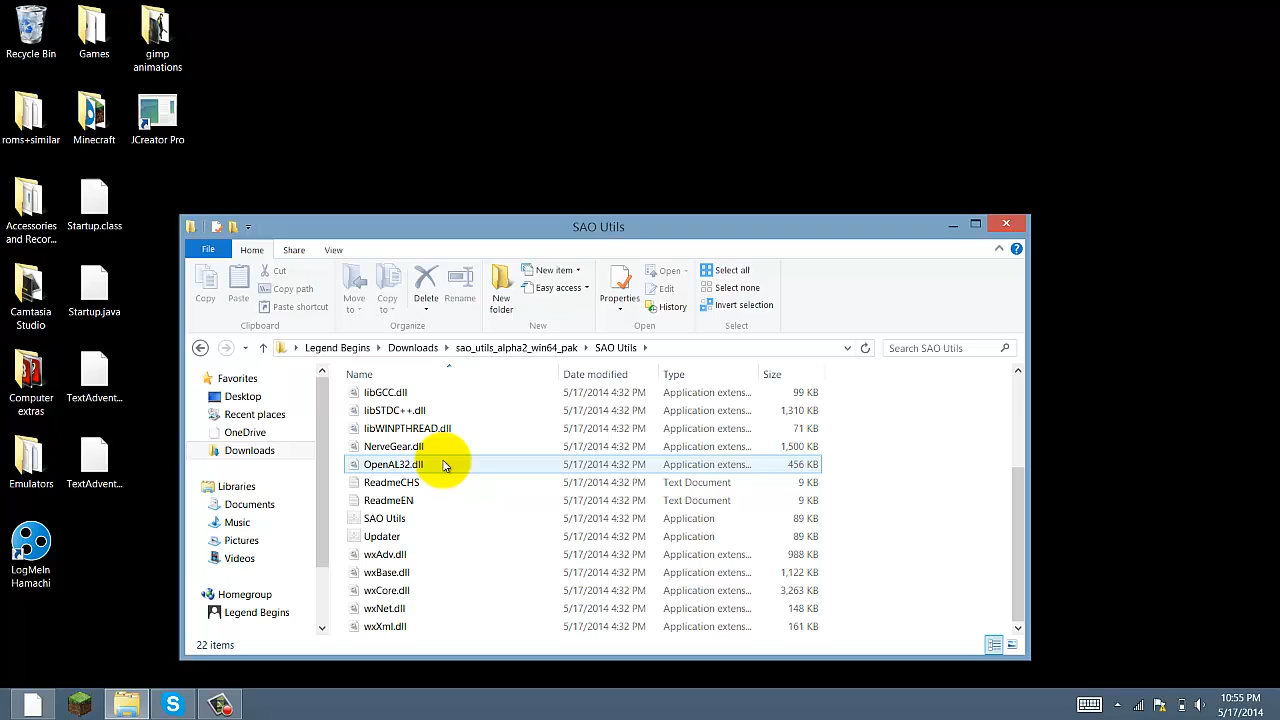 Recycle Bin
Games
gimp
animations
roms+similar
Minecraft
JCreator Pro
Accessories
and Recor...
Startup.class
Camtasia
Studio
Startup.java
Computer
extras
TextAdvent...
Emulators
TextAdvent...
LogMeIn
Hamachi
SAO Utils
File
Home
Share
View
Copy
Paste
Cut
Copy path
Paste shortcut
Clipboard
Move
to
Copy
to
Delete
Rename
Organize
New
folder
New item
Easy access
New
Properties
Open
Edit
History
Open
Select all
Select none
Invert selection
Select
Legend Begins
Downloads
sao_utils_alpha2_win64_pak
SAO Utils
Search SAO Utils
Favorites
Desktop
Recent places
OneDrive
Downloads
Libraries
Documents
Music
Pictures
Videos
Homegroup
Legend Begins
Name Date modified Type Size
libGCC.dll 5/17/2014 4:32 PM Application extens... 99 KB
libSTDC++.dll 5/17/2014 4:32 PM Application extens... 1,310 KB
libWINPTHREAD.dll 5/17/2014 4:32 PM Application extens... 71 KB
NerveGear.dll 5/17/2014 4:32 PM Application extens... 1,500 KB
OpenAL32.dll 5/17/2014 4:32 PM Application extens... 456 KB
ReadmeCHS 5/17/2014 4:32 PM Text Document 9 KB
ReadmeEN 5/17/2014 4:32 PM Text Document 9 KB
SAO Utils 5/17/2014 4:32 PM Application 89 KB
Updater 5/17/2014 4:32 PM Application 89 KB
wxAdv.dll 5/17/2014 4:32 PM Application extens... 988 KB
wxBase.dll 5/17/2014 4:32 PM Application extens... 1,122 KB
wxCore.dll 5/17/2014 4:32 PM Application extens... 3,263 KB
wxNet.dll 5/17/2014 4:32 PM Application extens... 148 KB
wxXml.dll 5/17/2014 4:32 PM Application extens... 161 KB
22 items
10:55 PM
5/17/2014